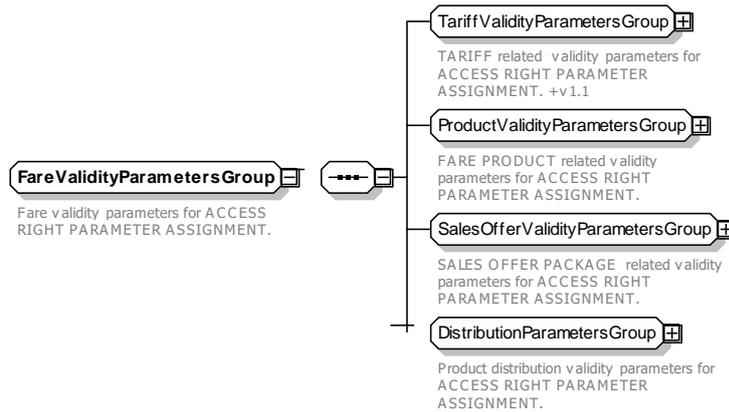 TariffValidityParametersGroup
TARIFF related validity parameters for
ACCESS RIGHT PARAMETER
ASSIGNMENT. +v1.1
ProductValidityParametersGroup
FARE PRODUCT related validity
parameters for ACCESS RIGHT
PARAMETER ASSIGNMENT.
FareValidityParametersGroup
Fare validity parameters for ACCESS
RIGHT PARAMETER ASSIGNMENT.
SalesOfferValidityParametersGroup
SALES OFFER PACKAGE related validity
parameters for ACCESS RIGHT
PARAMETER ASSIGNMENT.
DistributionParametersGroup
Product distribution validity parameters for
ACCESS RIGHT PARAMETER
ASSIGNMENT.